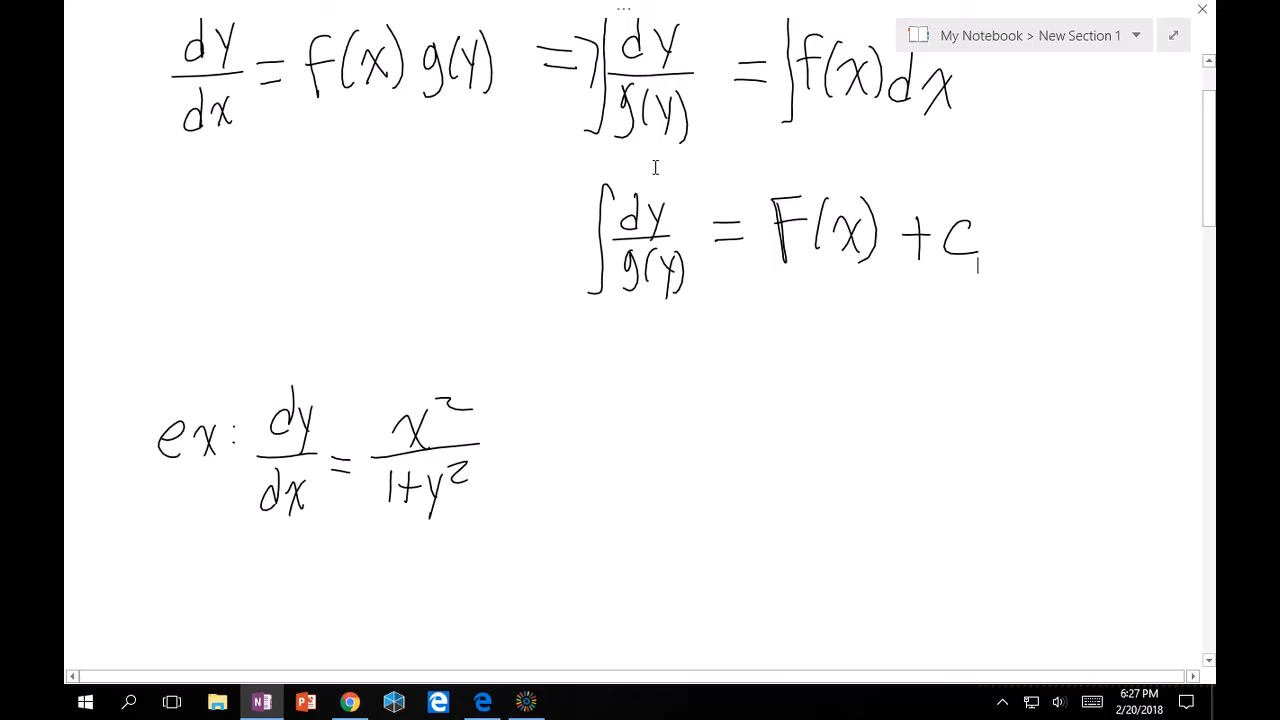 My Notebook > New Section 1
dy/dx = f(x) g(y) ⇒ ∫ dy/g(y) = ∫ f(x) dx
∫ dy/g(y) = F(x) + C
ex: dy/dx = x²/(1+y²)
6:27 PM
2/20/2018